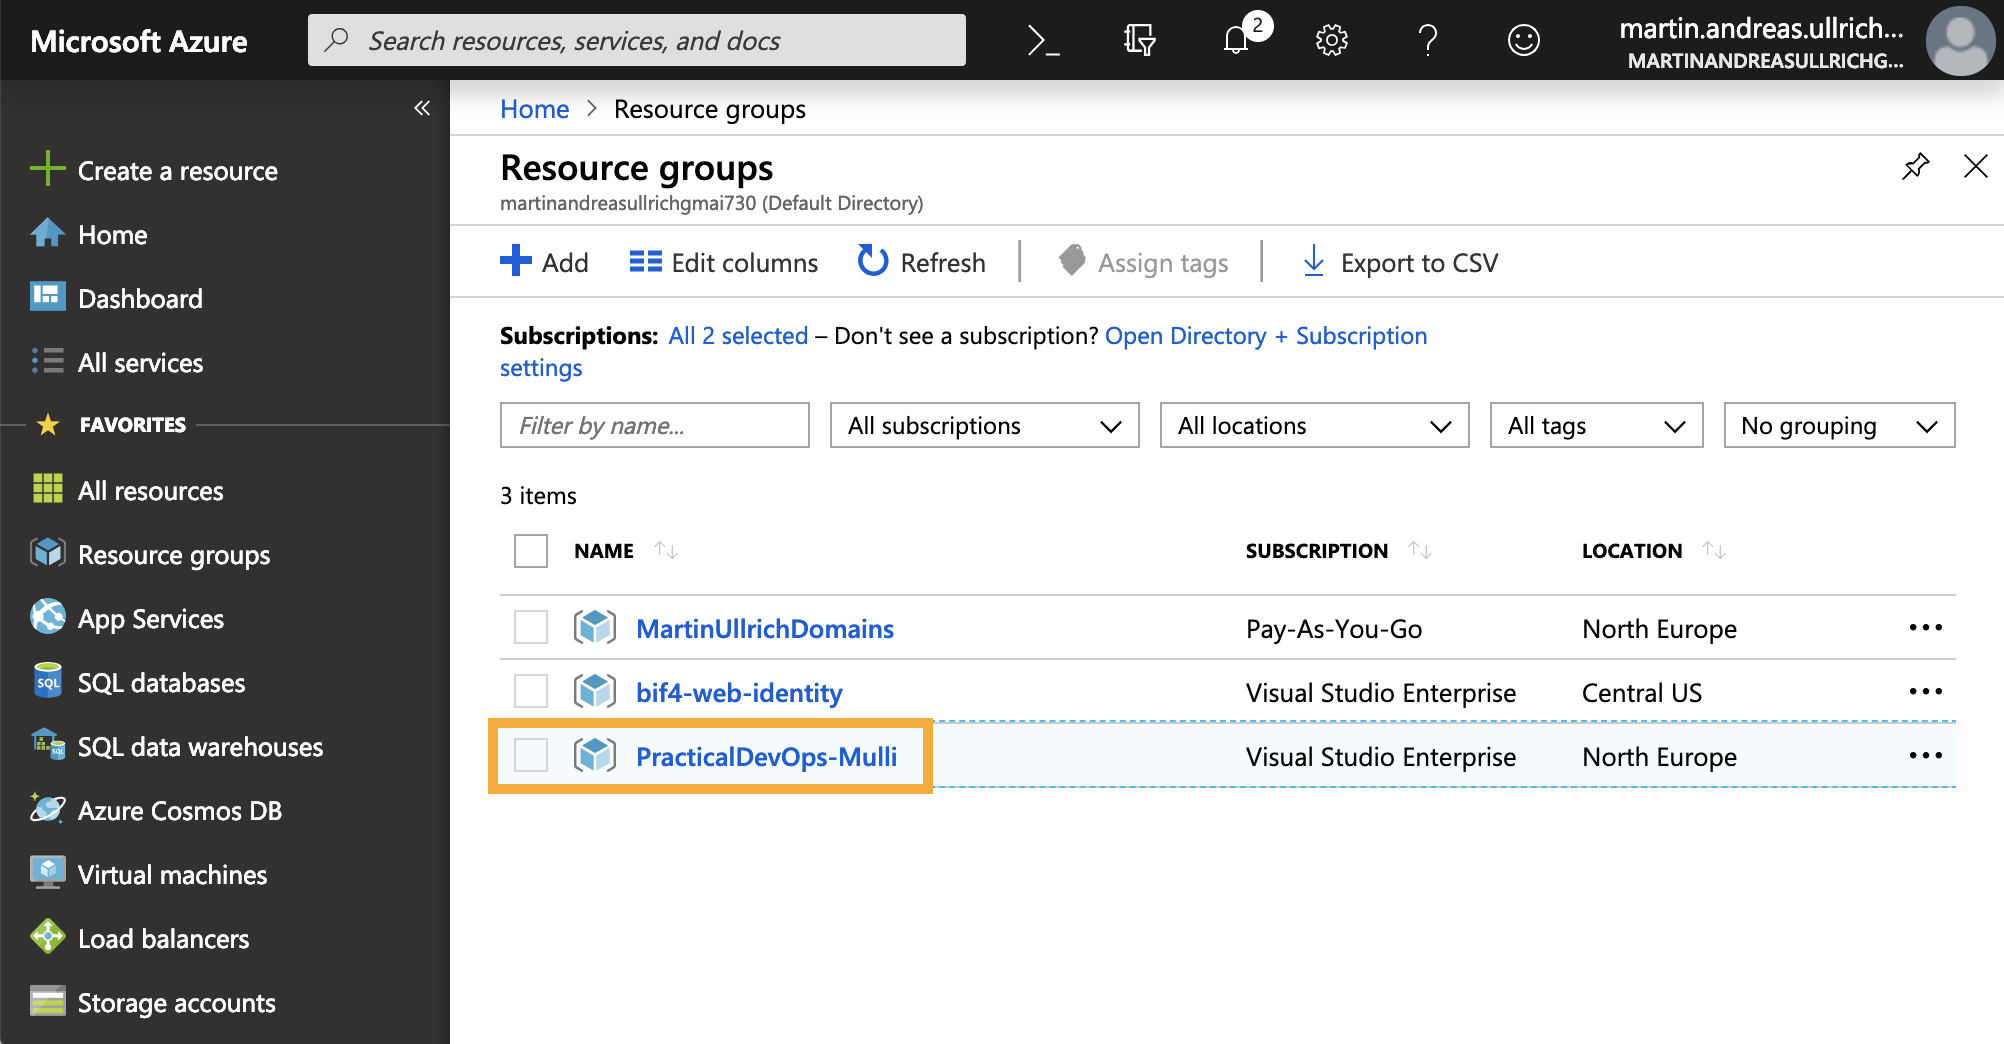 Microsoft Azure
Search resources, services, and docs
2
martin.andreas.ullrich...
MARTINANDREASULLRICHG...
Create a resource
Home
Dashboard
All services
FAVORITES
All resources
Resource groups
App Services
SQL databases
SQL data warehouses
Azure Cosmos DB
Virtual machines
Load balancers
Storage accounts
Home > Resource groups
Resource groups
martinandreasullrichgmai730 (Default Directory)
Add Edit columns Refresh Assign tags Export to CSV
Subscriptions: All 2 selected – Don't see a subscription? Open Directory + Subscription
settings
Filter by name... All subscriptions All locations All tags No grouping
3 items
NAME SUBSCRIPTION LOCATION
MartinUllrichDomains Pay-As-You-Go North Europe
bif4-web-identity Visual Studio Enterprise Central US
PracticalDevOps-Mulli Visual Studio Enterprise North Europe